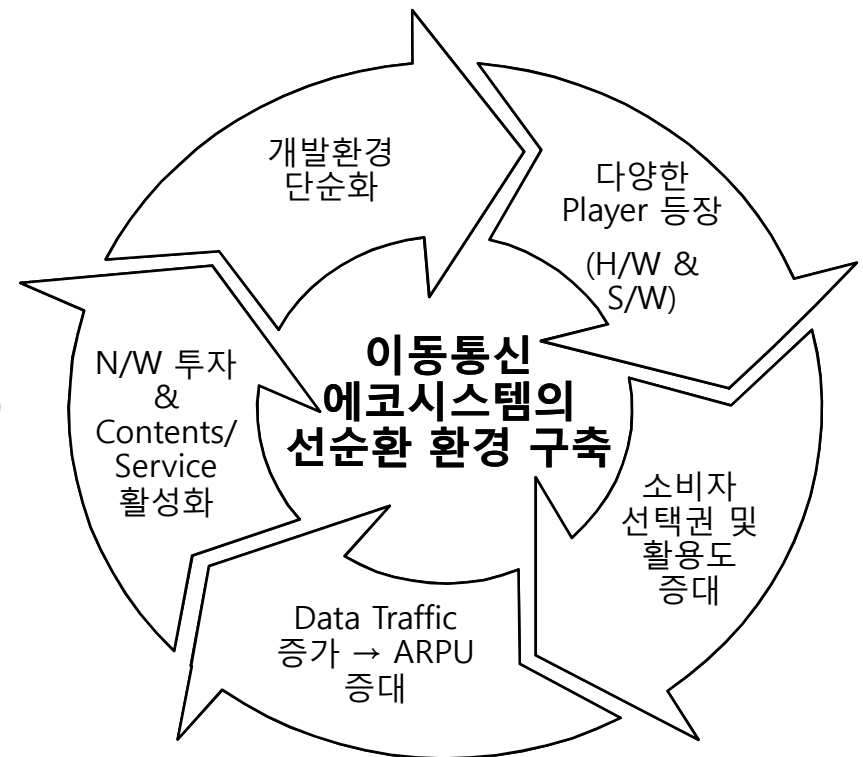 개발환경
단순화
다양한
Player 등장
(H/W &
S/W)
소비자
선택권 및
활용도
증대
Data Traffic
증가 → ARPU
증대
N/W 투자
&
Contents/
Service
활성화
이동통신
에코시스템의
선순환 환경 구축